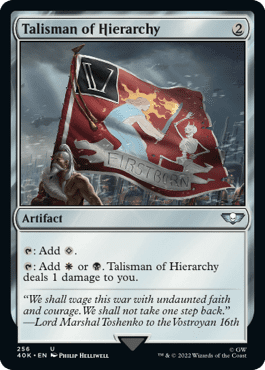 Talisman of Hierarchy 2
V
FIRSTBORN
Artifact
: Add .
: Add or . Talisman of Hierarchy
deals 1 damage to you.
“We shall wage this war with undaunted faith
and courage. We shall not take one step back.”
—Lord Marshal Toshenko to the Vostroyan 16th
256 U © GW
40K • EN Philip Helliwell ™ & © 2022 Wizards of the Coast